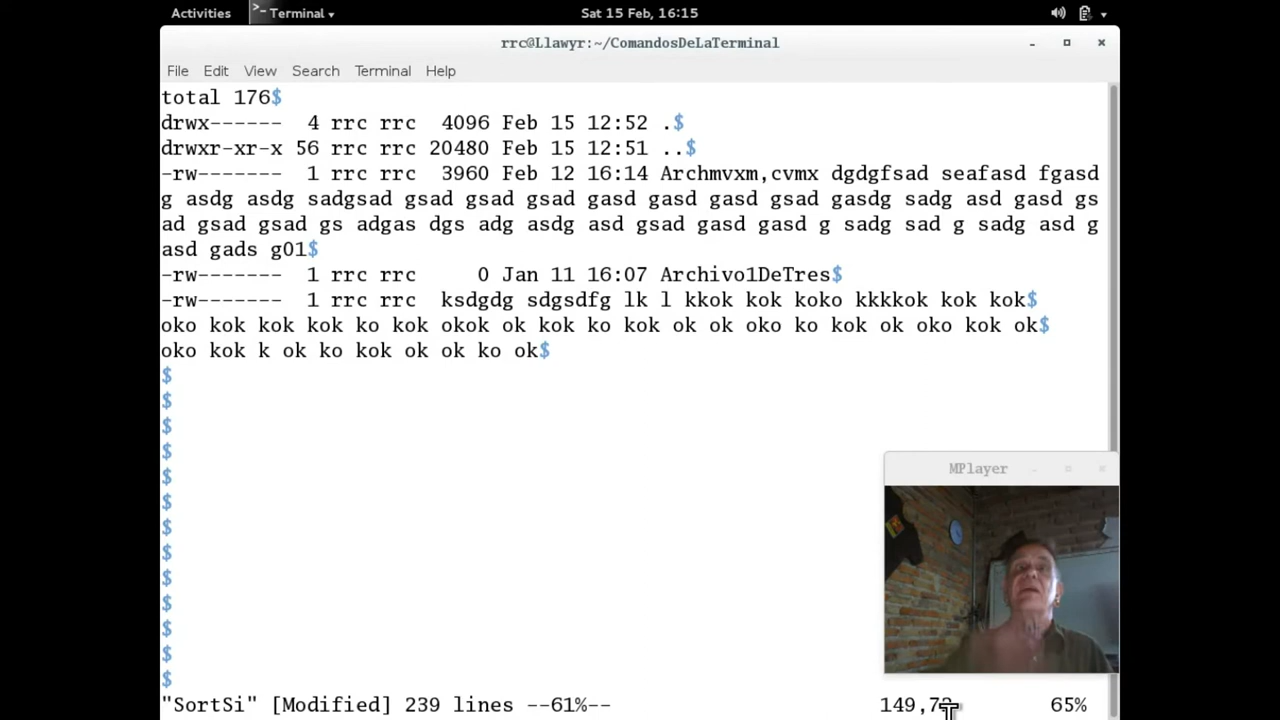 Activities >- Terminal Sat 15 Feb, 16:15
rrc@Llawyr:~/ComandosDeLaTerminal
File Edit View Search Terminal Help
total 176$
drwx------ 4 rrc rrc 4096 Feb 15 12:52 .$
drwxr-xr-x 56 rrc rrc 20480 Feb 15 12:51 ..$
-rw------- 1 rrc rrc 3960 Feb 12 16:14 Archmvxm,cvmx dgdgfsad seafasd fgasd
g asdg asdg sadgsad gsad gsad gsad gasd gasd gasd gsad gasdg sadg asd gasd gs
ad gsad gsad gs adgas dgs adg asdg asd gsad gasd gasd g sadg sad g sadg asd g
asd gads g01$
-rw------- 1 rrc rrc 0 Jan 11 16:07 Archivo1DeTres$
-rw------- 1 rrc rrc ksdgdg sdgsdfg lk l kkok kok koko kkkkok kok kok$
oko kok kok kok ko kok okok ok kok ko kok ok ok oko ko kok ok oko kok ok$
oko kok k ok ko kok ok ok ko ok$
$
$
$
$
$
$
$
$
$
$
$
$
$
MPlayer
"SortSi" [Modified] 239 lines --61%-- 65%